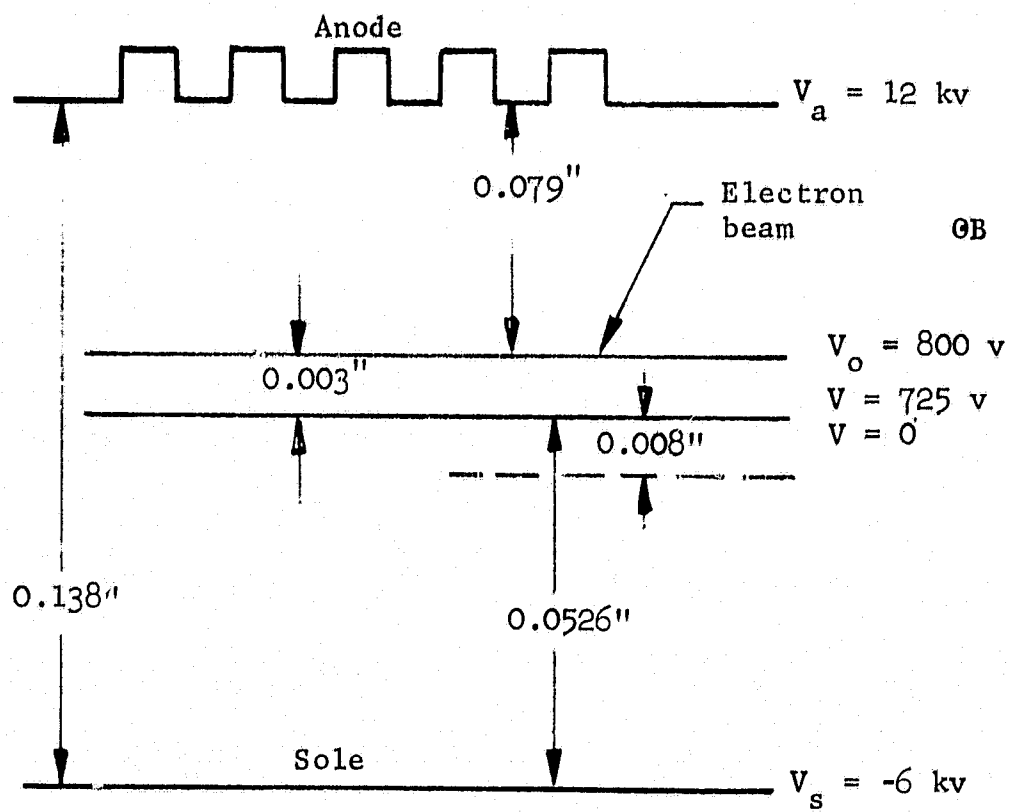 Anode
V_a = 12 kv
0.079"
Electron
beam
ΘB
V_o = 800 v
0.003"
V = 725 v
V = 0
0.008"
0.138"
0.0526"
Sole
V_s = -6 kv